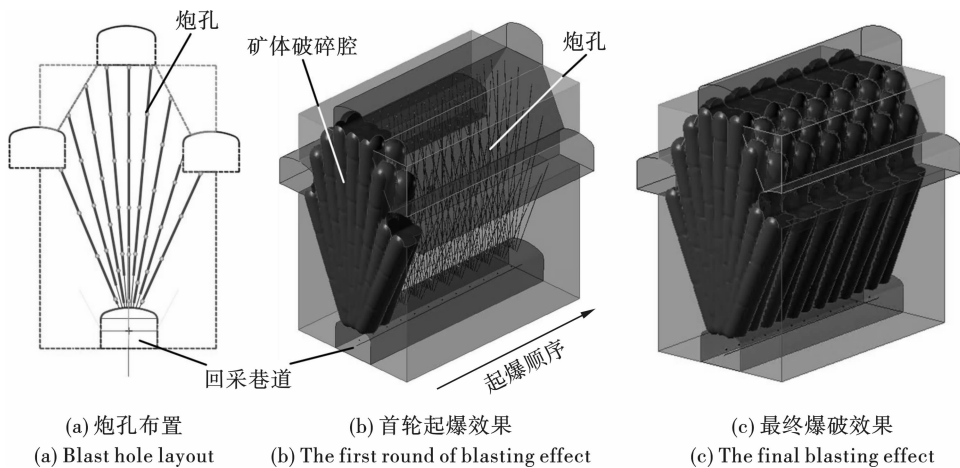 炮孔
矿体破碎腔
炮孔
回采巷道
起爆顺序
(a) 炮孔布置
(a) Blast hole layout
(b) 首轮起爆效果
(b) The first round of blasting effect
(c) 最终爆破效果
(c) The final blasting effect